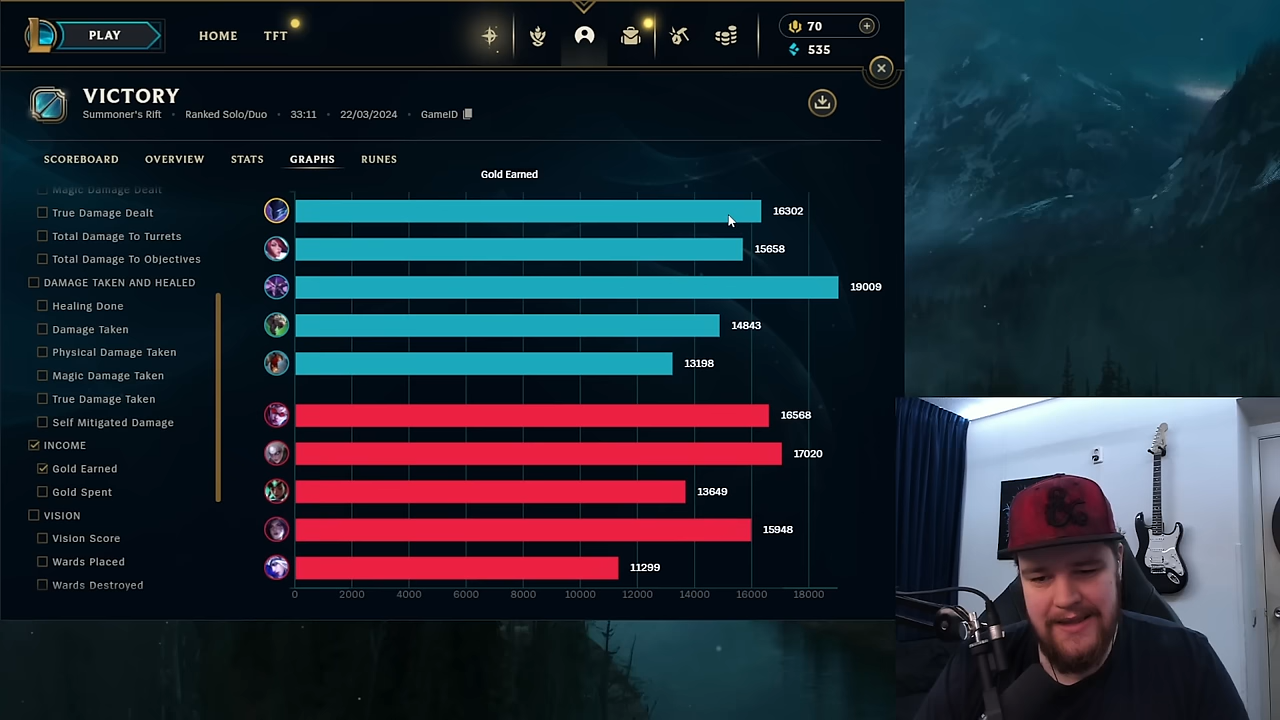 PLAY
HOME
TFT
70
535
VICTORY
Summoner's Rift • Ranked Solo/Duo • 33:11 • 22/03/2024 • GameID
SCOREBOARD
OVERVIEW
STATS
GRAPHS
RUNES
Magic Damage Dealt
True Damage Dealt
Total Damage To Turrets
Total Damage To Objectives
DAMAGE TAKEN AND HEALED
Healing Done
Damage Taken
Physical Damage Taken
Magic Damage Taken
True Damage Taken
Self Mitigated Damage
INCOME
Gold Earned
Gold Spent
VISION
Vision Score
Wards Placed
Wards Destroyed
Gold Earned
16302
15658
19009
14843
13198
16568
17020
13649
15948
11299
0 2000 4000 6000 8000 10000 12000 14000 16000 18000